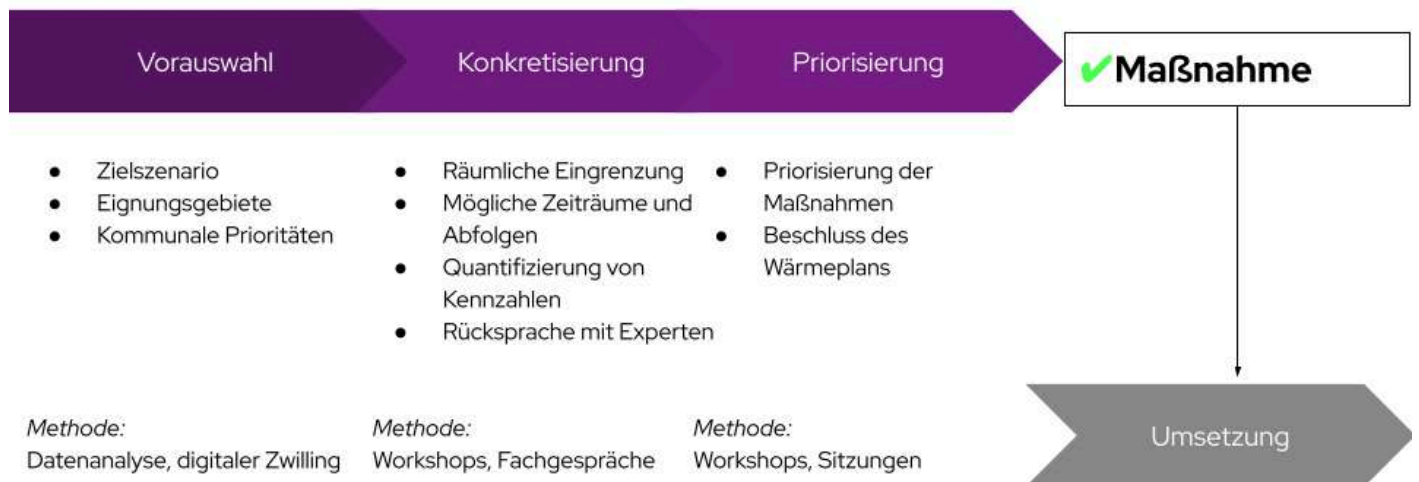 Vorauswahl
Konkretisierung
Priorisierung
✔Maßnahme
● Zielszenario
● Eignungsgebiete
● Kommunale Prioritäten
● Räumliche Eingrenzung
● Mögliche Zeiträume und
Abfolgen
● Quantifizierung von
Kennzahlen
● Rücksprache mit Experten
● Priorisierung der
Maßnahmen
● Beschluss des
Wärmeplans
Methode:
Datenanalyse, digitaler Zwilling
Methode:
Workshops, Fachgespräche
Methode:
Workshops, Sitzungen
Umsetzung